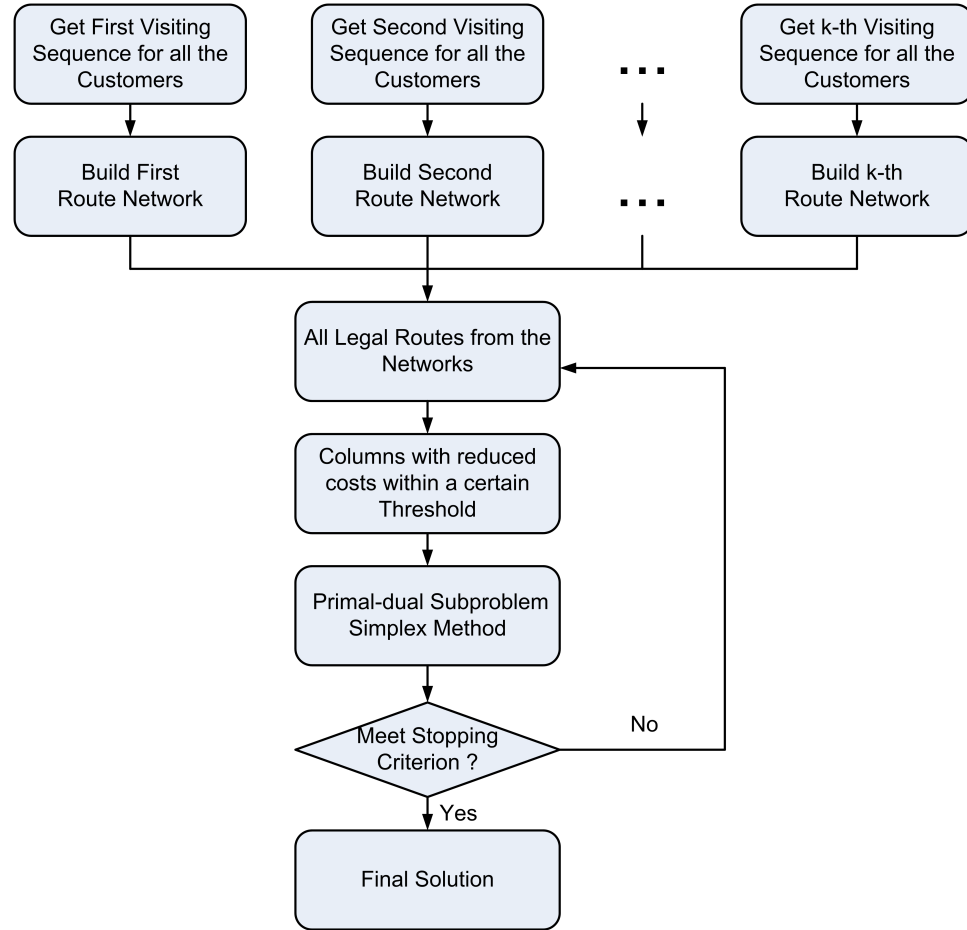 Get First Visiting
Sequence for all the
Customers
Get Second Visiting
Sequence for all the
Customers
...
Get k-th Visiting
Sequence for all the
Customers
Build First
Route Network
Build Second
Route Network
...
Build k-th
Route Network
All Legal Routes from the
Networks
Columns with reduced
costs within a certain
Threshold
Primal-dual Subproblem
Simplex Method
Meet Stopping
Criterion ?
No
Yes
Final Solution